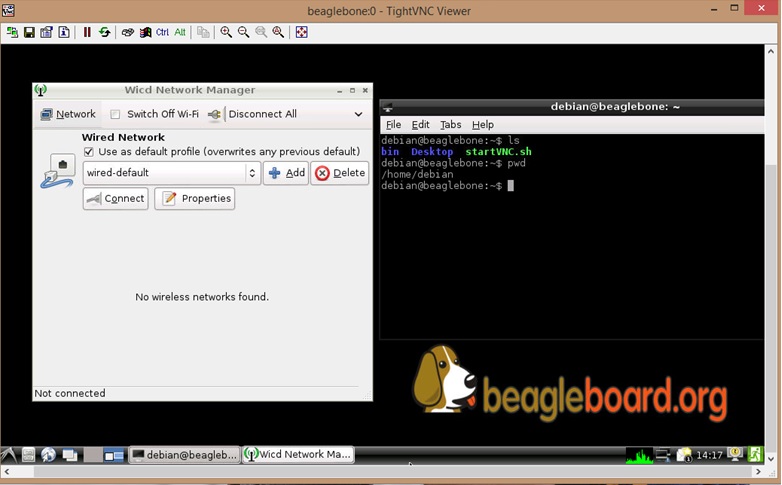 beaglebone:0 - TightVNC Viewer
Ctrl Alt
Wicd Network Manager
Network Switch Off Wi-Fi Disconnect All
Wired Network
Use as default profile (overwrites any previous default)
wired-default Add Delete
Connect Properties
No wireless networks found.
Not connected
debian@beaglebone: ~
File Edit Tabs Help
debian@beaglebone:~$ ls
bin Desktop startVNC.sh
debian@beaglebone:~$ pwd
/home/debian
debian@beaglebone:~$
beagleboard.org
debian@beagleb... Wicd Network Ma... 14:17